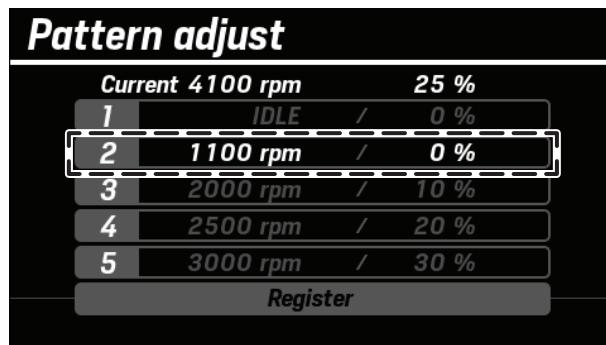 Pattern adjust
Current 4100 rpm 25 %
1 IDLE / 0 %
2 1100 rpm / 0 %
3 2000 rpm / 10 %
4 2500 rpm / 20 %
5 3000 rpm / 30 %
Register